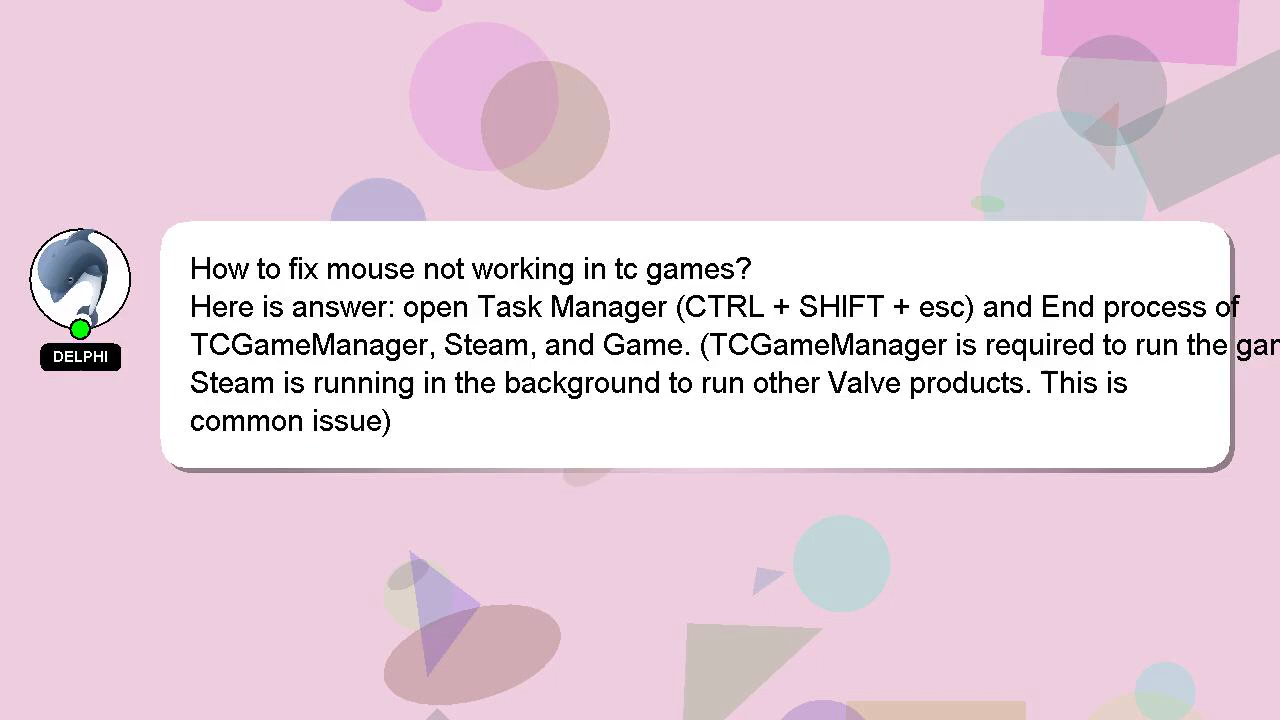 How to fix mouse not working in tc games?
Here is answer: open Task Manager (CTRL + SHIFT + esc) and End process of
TCGameManager, Steam, and Game. (TCGameManager is required to run the
Steam is running in the background to run other Valve products. This is
common issue)
DELPHI